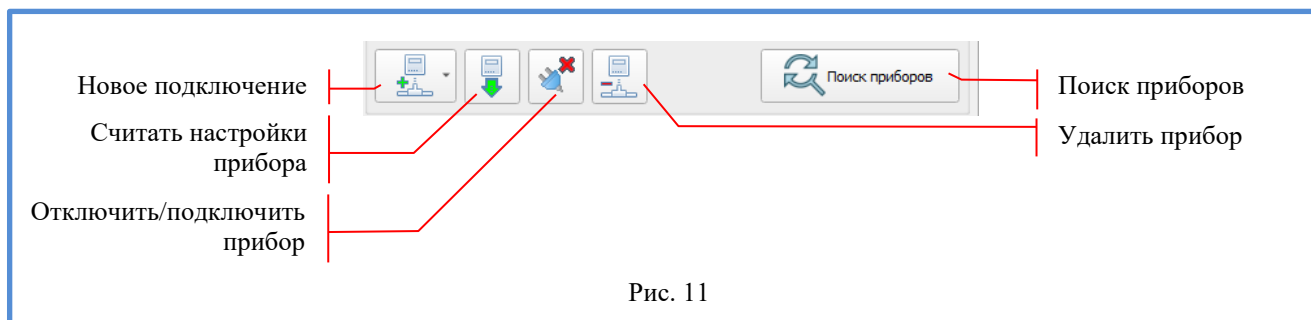 Поиск приборов
Новое подключение
Считать настройки
прибора
Отключить/подключить
прибор
Поиск приборов
Удалить прибор
Рис. 11